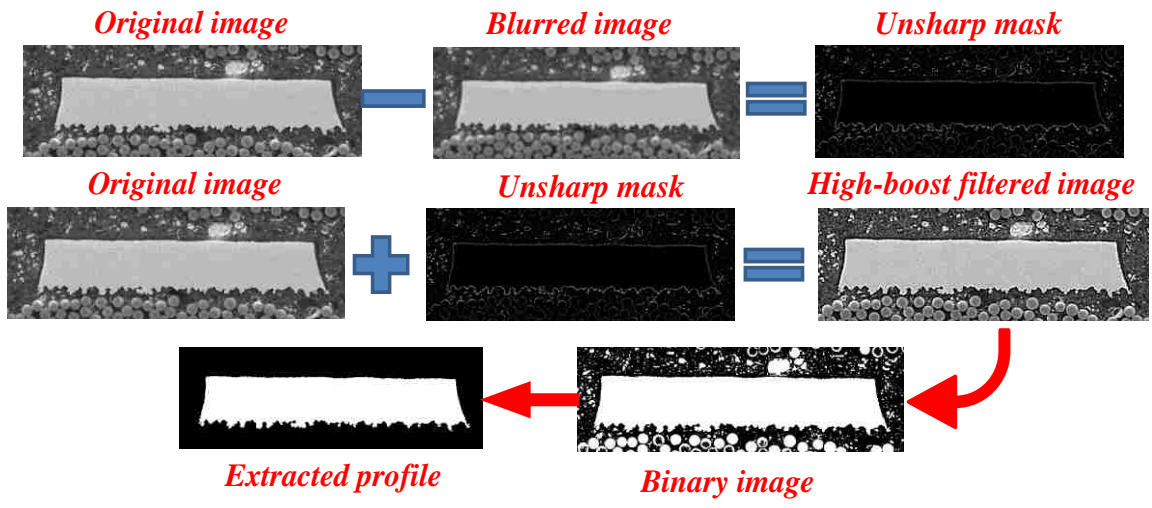 Original image
Blurred image
Unsharp mask
Original image
Unsharp mask
High-boost filtered image
Extracted profile
Binary image